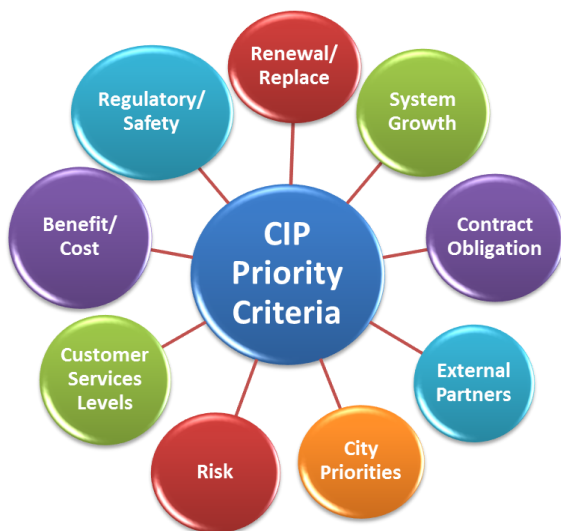 CIP
Priority
Criteria
Renewal/
Replace
System
Growth
Contract
Obligation
External
Partners
City
Priorities
Risk
Customer
Services
Levels
Benefit/
Cost
Regulatory/
Safety